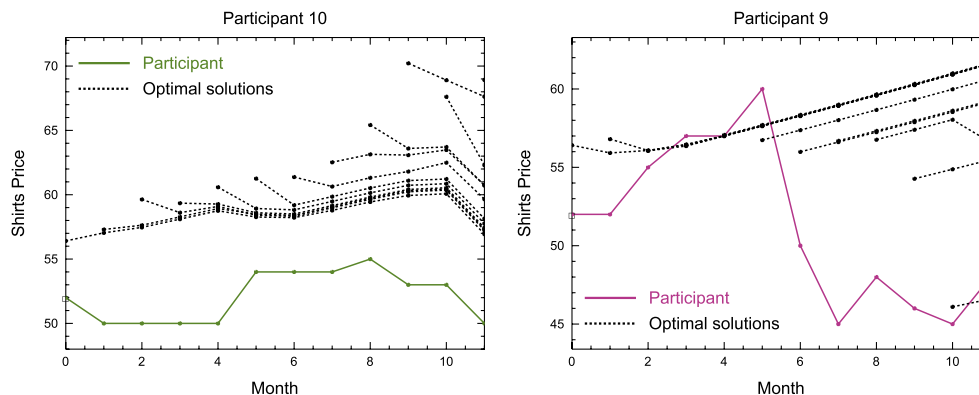 Participant 10
Participant
Optimal solutions
70
65
60
55
50
Shirts Price
0 2 4 6 8 10
Month
Participant 9
60
55
50
45
Shirts Price
Participant
Optimal solutions
0 2 4 6 8 10
Month